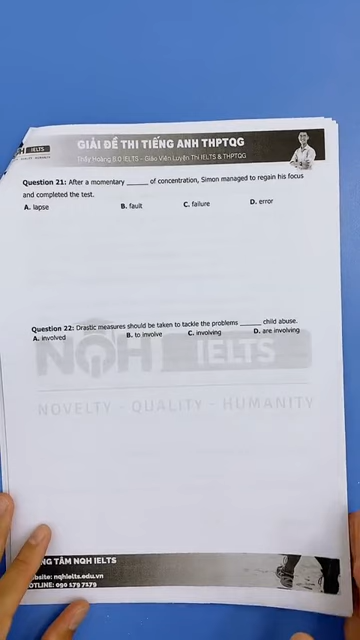 GIẢI ĐỀ THI TIẾNG ANH THPTQG
Thầy Hoàng 8.0 IELTS - Giáo Viên Luyện Thi IELTS & THPTQG
IELTS
Question 21: After a momentary ______ of concentration, Simon managed to regain his focus
and completed the test.
A. lapse B. fault C. failure D. error
Question 22: Drastic measures should be taken to tackle the problems ______ child abuse.
A. involved B. to involve C. involving D. are involving
NQH IELTS
NOVELTY - QUALITY - HUMANITY
NG TÂM NQH IELTS
ebsite: nqhielts.edu.vn
OTLINE: 090 179 7179